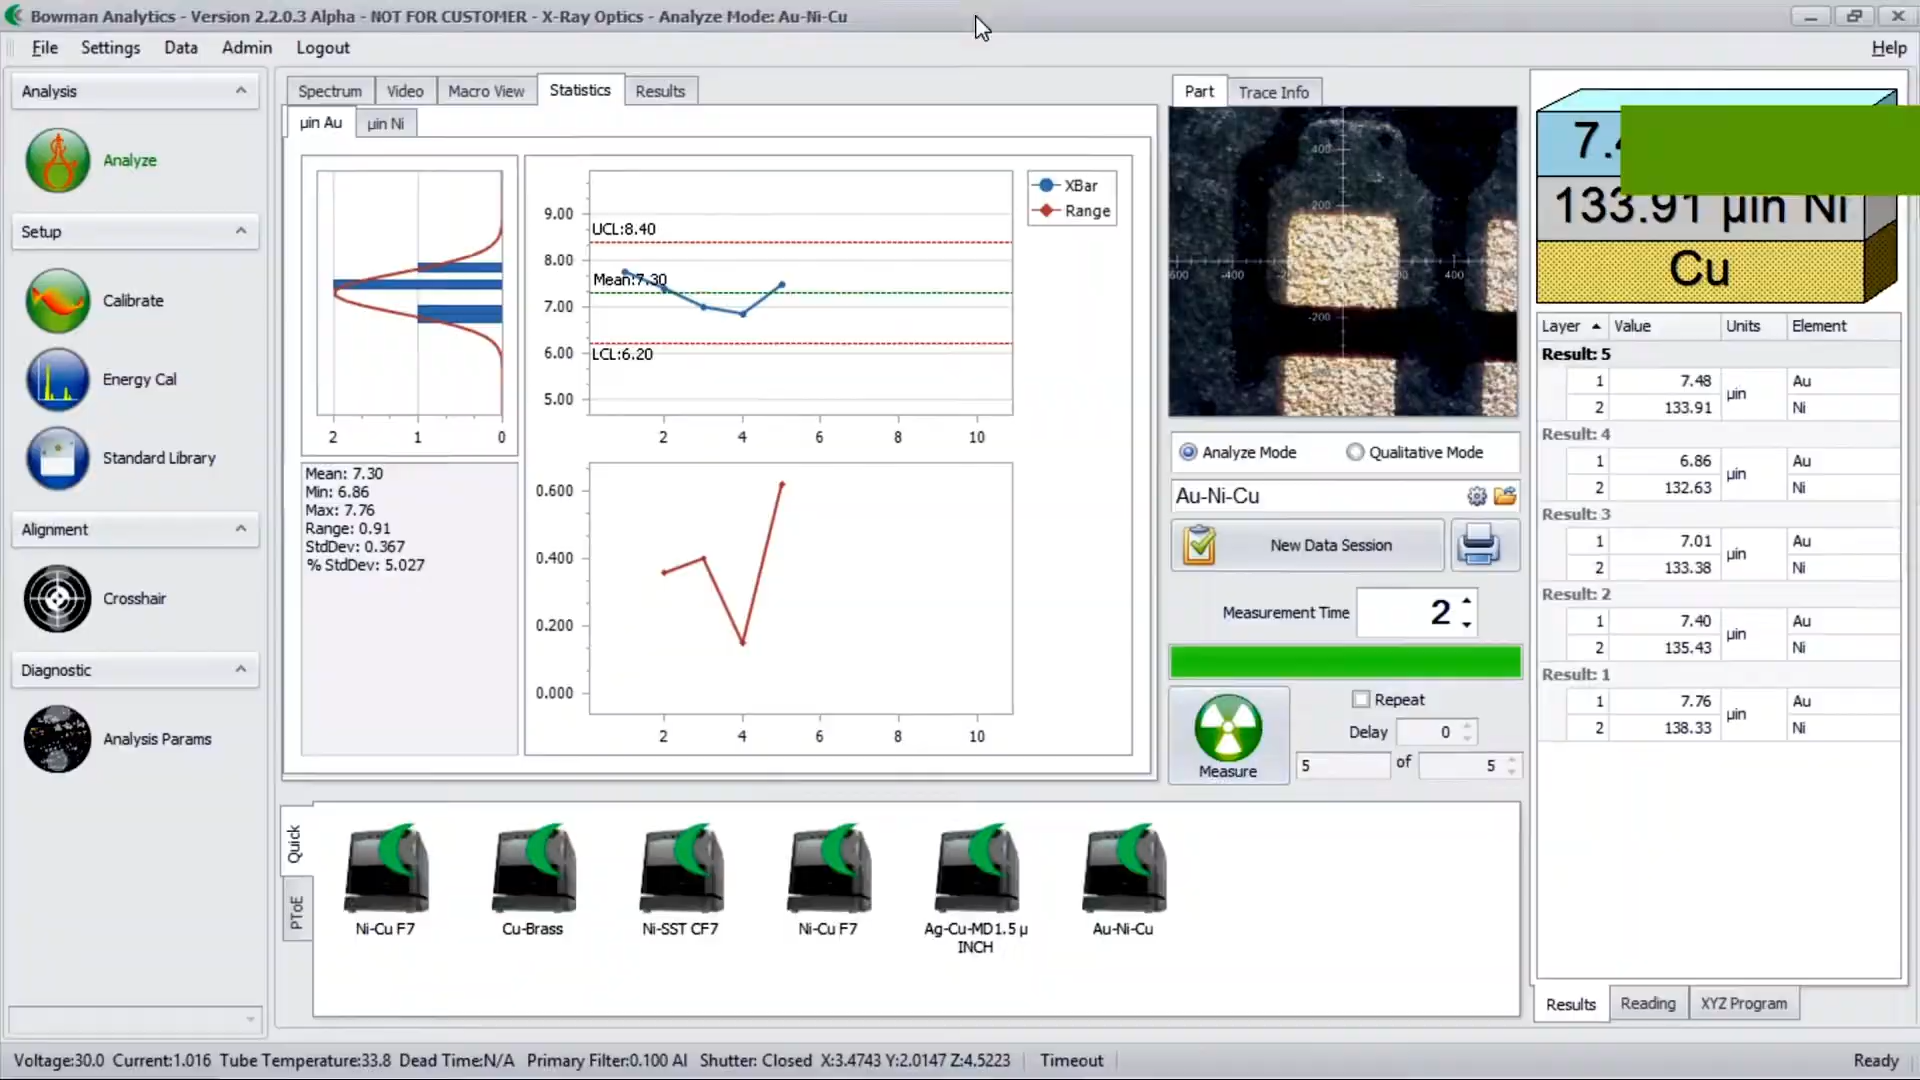 Bowman Analytics - Version 2.2.0.3 Alpha - NOT FOR CUSTOMER - X-Ray Optics - Analyze Mode: Au-Ni-Cu
File Settings Data Admin Logout Help
Analysis
Analyze
Setup
Calibrate
Energy Cal
Standard Library
Alignment
Crosshair
Diagnostic
Analysis Params
Spectrum Video Macro View Statistics Results
µin Au µin Ni
2 1 0
Mean: 7.30
Min: 6.86
Max: 7.76
Range: 0.91
StdDev: 0.367
% StdDev: 5.027
9.00
8.00
7.00
6.00
5.00
UCL:8.40
Mean:7.30
LCL:6.20
2 4 6 8 10
XBar
Range
0.600
0.400
0.200
0.000
2 4 6 8 10
Part Trace Info
400
200
600 -400 200 400
-200
Analyze Mode Qualitative Mode
Au-Ni-Cu
New Data Session
Measurement Time 2
Repeat
Delay 0
Measure
5 of 5
133.91 µin Ni
Cu
Layer Value Units Element
Result: 5
1 7.48 µin Au
2 133.91 Ni
Result: 4
1 6.86 µin Au
2 132.63 Ni
Result: 3
1 7.01 µin Au
2 133.38 Ni
Result: 2
1 7.40 µin Au
2 135.43 Ni
Result: 1
1 7.76 µin Au
2 138.33 Ni
Results Reading XYZ Program
Quick
PToE
Ni-Cu F7
Cu-Brass
Ni-SST CF7
Ni-Cu F7
Ag-Cu-MD1.5 µ
INCH
Au-Ni-Cu
Voltage:30.0 Current:1.016 Tube Temperature:33.8 Dead Time:N/A Primary Filter:0.100 Al Shutter: Closed X:3.4743 Y:2.0147 Z:4.5223 Timeout Ready